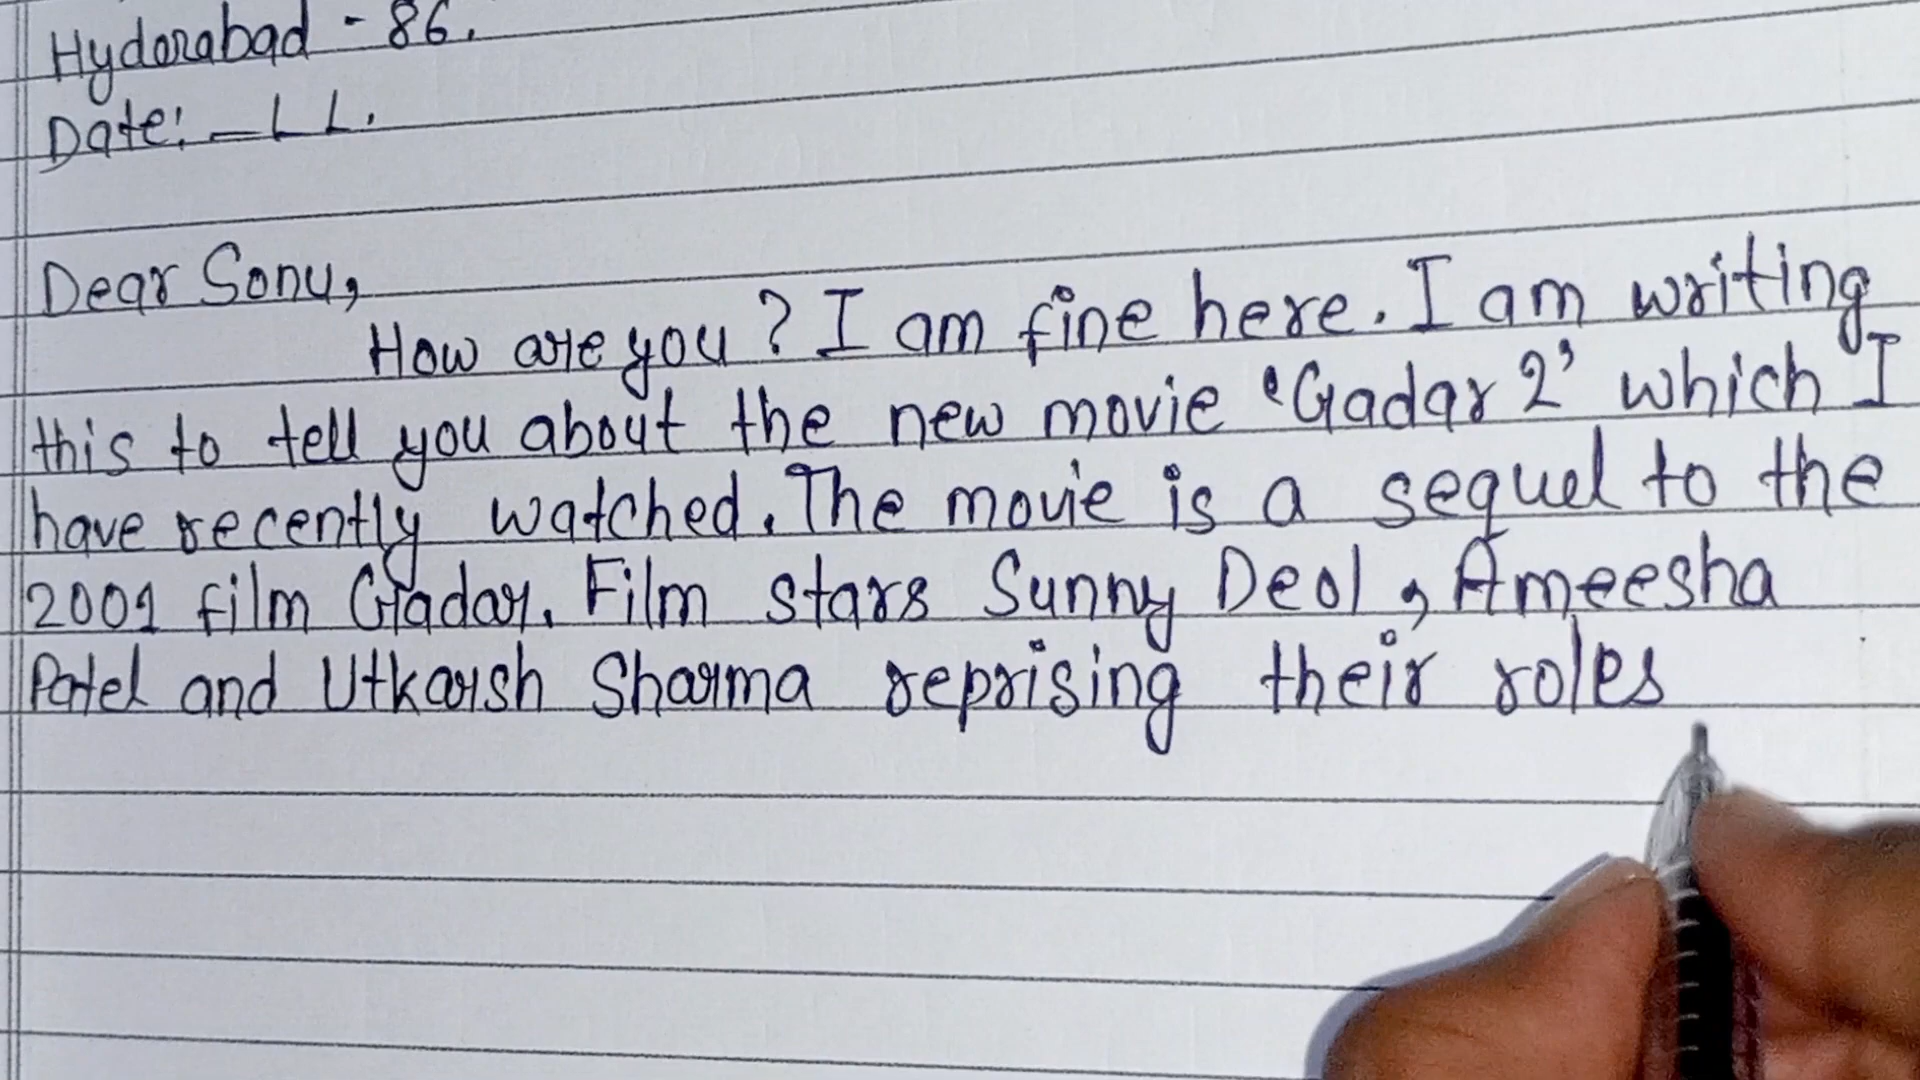 Hyderabad - 86.
Date: _ L L.
Dear Sonu,
How are you? I am fine here. I am writing
this to tell you about the new movie 'Gadar 2' which I
have recently watched. The movie is a sequel to the
2001 film Gadar. Film stars Sunny Deol, Ameesha
Patel and Utkarsh Sharma reprising their roles